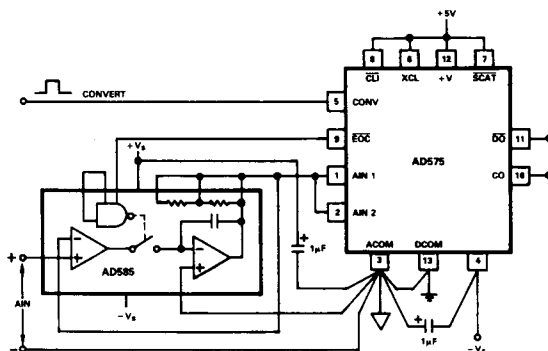 +5V
8 6 12 7
CLI XCL +V SCAT
CONVERT
5 CONV
9 EOC
DO 11
AD575
+Vs
1 AIN 1
CO 10
2 AIN 2
+
1μF
ACOM DCOM
3 13 4
AD585
+
AIN
-
-Vs
+
1μF
-Vs